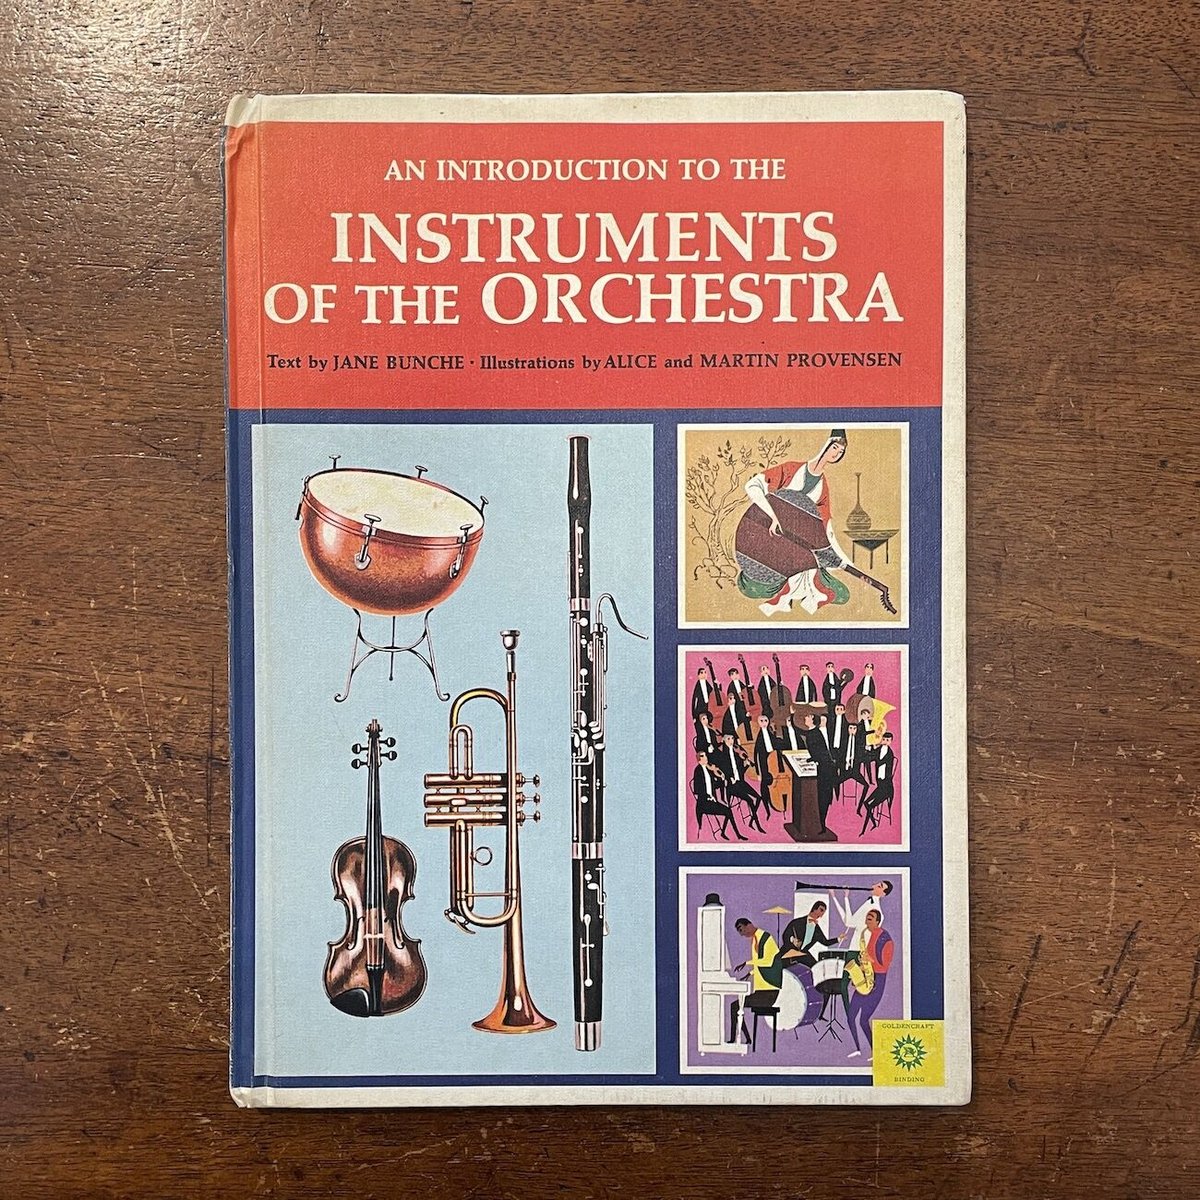 AN INTRODUCTION TO THE
INSTRUMENTS
OF THE ORCHESTRA
Text by JANE BUNCHE · Illustrations by ALICE and MARTIN PROVENSEN
GOLDENCRAFT
BINDING